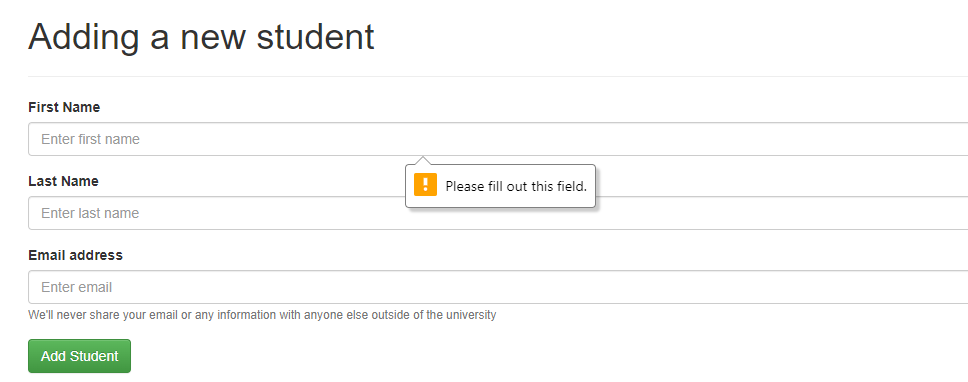 Adding a new student
First Name
Enter first name
Please fill out this field.
Last Name
Enter last name
Email address
Enter email
We'll never share your email or any information with anyone else outside of the university
Add Student